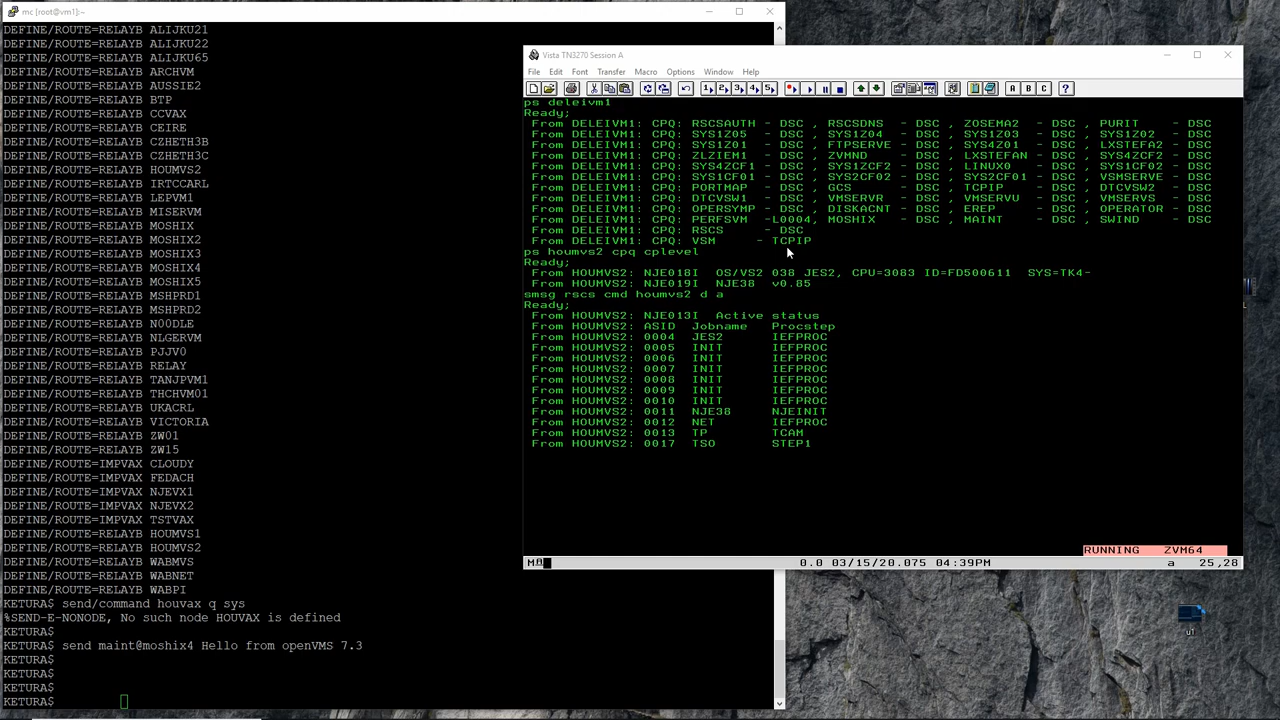 mc [root@vm1]:~
DEFINE/ROUTE=RELAYB ALIJKU21
DEFINE/ROUTE=RELAYB ALIJKU22
DEFINE/ROUTE=RELAYB ALIJKU65
DEFINE/ROUTE=RELAYB ARCHVM
DEFINE/ROUTE=RELAYB AUSSIE2
DEFINE/ROUTE=RELAYB BTP
DEFINE/ROUTE=RELAYB CCVAX
DEFINE/ROUTE=RELAYB CEIRE
DEFINE/ROUTE=RELAYB CZHETH3B
DEFINE/ROUTE=RELAYB CZHETH3C
DEFINE/ROUTE=RELAYB HOUMVS2
DEFINE/ROUTE=RELAYB IRTCCARL
DEFINE/ROUTE=RELAYB LEPVM1
DEFINE/ROUTE=RELAYB MISERVM
DEFINE/ROUTE=RELAYB MOSHIX
DEFINE/ROUTE=RELAYB MOSHIX2
DEFINE/ROUTE=RELAYB MOSHIX3
DEFINE/ROUTE=RELAYB MOSHIX4
DEFINE/ROUTE=RELAYB MOSHIX5
DEFINE/ROUTE=RELAYB MSHPRD1
DEFINE/ROUTE=RELAYB MSHPRD2
DEFINE/ROUTE=RELAYB N00DLE
DEFINE/ROUTE=RELAYB NLGERVM
DEFINE/ROUTE=RELAYB PJJV0
DEFINE/ROUTE=RELAYB RELAY
DEFINE/ROUTE=RELAYB TANJPVM1
DEFINE/ROUTE=RELAYB THCHVM01
DEFINE/ROUTE=RELAYB UKACRL
DEFINE/ROUTE=RELAYB VICTORIA
DEFINE/ROUTE=RELAYB ZW01
DEFINE/ROUTE=RELAYB ZW15
DEFINE/ROUTE=IMPVAX CLOUDY
DEFINE/ROUTE=IMPVAX FEDACH
DEFINE/ROUTE=IMPVAX NJEVX1
DEFINE/ROUTE=IMPVAX NJEVX2
DEFINE/ROUTE=IMPVAX TSTVAX
DEFINE/ROUTE=RELAYB HOUMVS1
DEFINE/ROUTE=RELAYB HOUMVS2
DEFINE/ROUTE=RELAYB WABMVS
DEFINE/ROUTE=RELAYB WABNET
DEFINE/ROUTE=RELAYB WABPI
KETURA$ send/command houvax q sys
%SEND-E-NONODE, No such node HOUVAX is defined
KETURA$
KETURA$ send maint@moshix4 Hello from openVMS 7.3
KETURA$
KETURA$
KETURA$
KETURA$
Vista TN3270 Session A
File Edit Font Transfer Macro Options Window Help
1 2 3 4 5 A B C ?
ps deleivm1
Ready;
From DELEIVM1: CPQ: RSCSAUTH - DSC , RSCSDNS - DSC , ZOSEMA2 - DSC , PURIT - DSC
From DELEIVM1: CPQ: SYS1Z05 - DSC , SYS1Z04 - DSC , SYS1Z03 - DSC , SYS1Z02 - DSC
From DELEIVM1: CPQ: SYS1Z01 - DSC , FTPSERVE - DSC , SYS4Z01 - DSC , LXSTEFA2 - DSC
From DELEIVM1: CPQ: ZLZIEM1 - DSC , ZVMND - DSC , LXSTEFAN - DSC , SYS4ZCF2 - DSC
From DELEIVM1: CPQ: SYS4ZCF1 - DSC , SYS1ZCF2 - DSC , LINUX0 - DSC , SYS1CF02 - DSC
From DELEIVM1: CPQ: SYS1CF01 - DSC , SYS2CF02 - DSC , SYS2CF01 - DSC , VSMSERVE - DSC
From DELEIVM1: CPQ: PORTMAP - DSC , GCS - DSC , TCPIP - DSC , DTCVSW2 - DSC
From DELEIVM1: CPQ: DTCVSW1 - DSC , VMSERVR - DSC , VMSERVU - DSC , VMSERVS - DSC
From DELEIVM1: CPQ: OPERSYMP - DSC , DISKACNT - DSC , EREP - DSC , OPERATOR - DSC
From DELEIVM1: CPQ: PERFSVM -L0004, MOSHIX - DSC , MAINT - DSC , SWIND - DSC
From DELEIVM1: CPQ: RSCS - DSC
From DELEIVM1: CPQ: VSM - TCPIP
ps houmvs2 cpq cplevel
Ready;
From HOUMVS2: NJE018I OS/VS2 038 JES2, CPU=3083 ID=FD500611 SYS=TK4-
From HOUMVS2: NJE019I NJE38 v0.85
smsg rscs cmd houmvs2 d a
Ready;
From HOUMVS2: NJE013I Active status
From HOUMVS2: ASID Jobname Procstep
From HOUMVS2: 0004 JES2 IEFPROC
From HOUMVS2: 0005 INIT IEFPROC
From HOUMVS2: 0006 INIT IEFPROC
From HOUMVS2: 0007 INIT IEFPROC
From HOUMVS2: 0008 INIT IEFPROC
From HOUMVS2: 0009 INIT IEFPROC
From HOUMVS2: 0010 INIT IEFPROC
From HOUMVS2: 0011 NJE38 NJEINIT
From HOUMVS2: 0012 NET IEFPROC
From HOUMVS2: 0013 TP TCAM
From HOUMVS2: 0017 TSO STEP1
RUNNING ZVM64
0.0 03/15/20.075 04:39PM a 25,28
u1